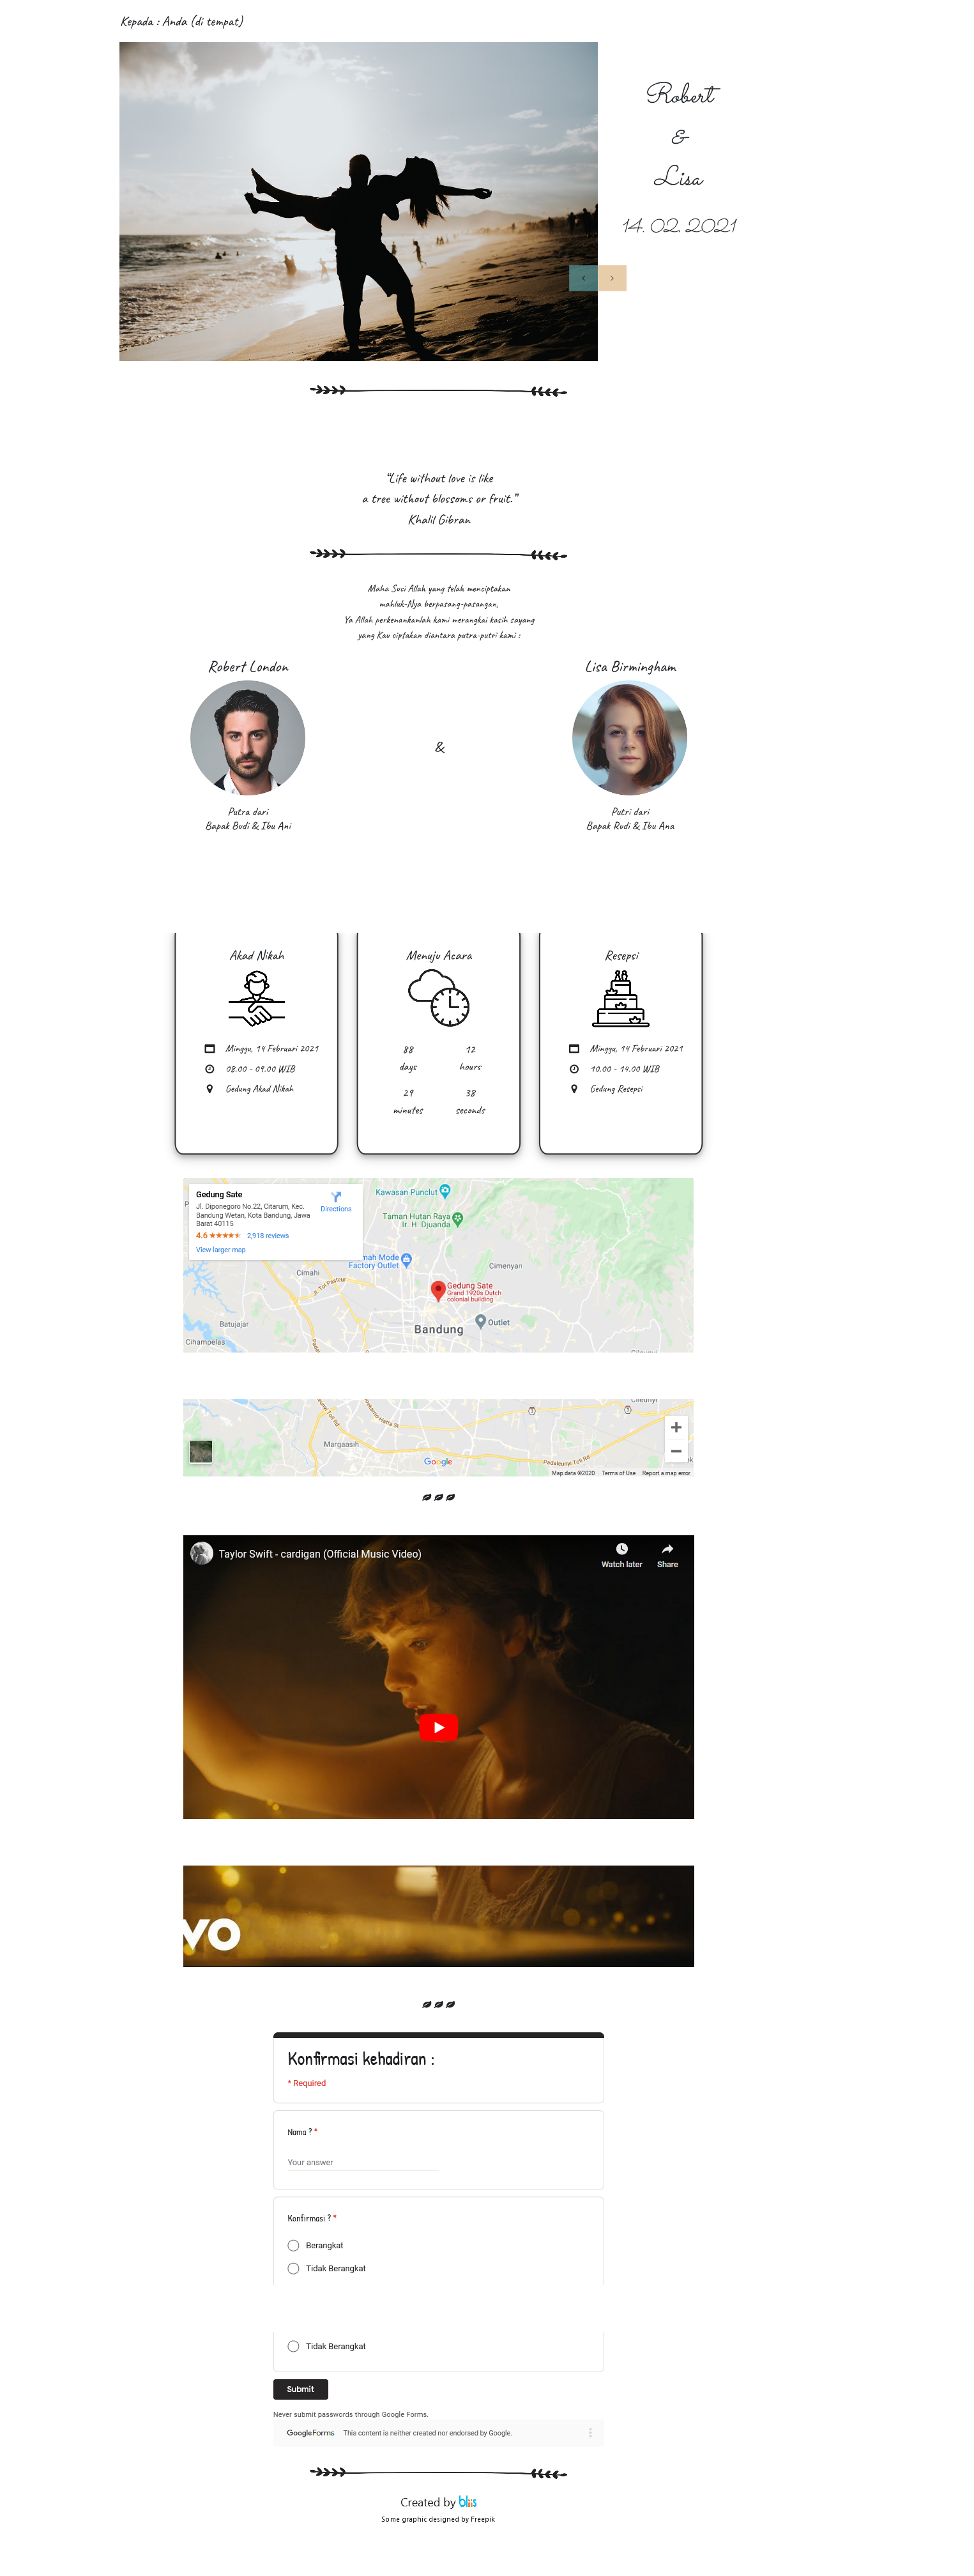 Kepada : Anda (di tempat)
Robert
&
Lisa
14. 02. 2021
“Life without love is like
a tree without blossoms or fruit.”
Khalil Gibran
Maha Suci Allah yang telah menciptakan
mahluk-Nya berpasang-pasangan,
Ya Allah perkenankanlah kami merangkai kasih sayang
yang Kau ciptakan diantara putra-putri kami :
Robert London
Lisa Birmingham
&
Putra dari
Bapak Budi & Ibu Ani
Putri dari
Bapak Rudi & Ibu Ana
Akad Nikah
Minggu, 14 Februari 2021
08.00 - 09.00 WIB
Gedung Akad Nikah
Menuju Acara
88 12
days hours
29 38
minutes seconds
Resepsi
Minggu, 14 Februari 2021
10.00 - 14.00 WIB
Gedung Resepsi
Gedung Sate
Jl. Diponegoro No.22, Citarum, Kec.
Bandung Wetan, Kota Bandung, Jawa
Barat 40115
4.6 2,918 reviews
View larger map
Directions
Kawasan Punclut
Taman Hutan Raya
Ir. H. Djuanda
mah Mode
Factory Outlet
Cimenyan
Cimahi
Jl. Tol Pasteur
Gedung Sate
Grand 1920s Dutch
colonial building
Outlet
Batujajar
Bandung
Cihampelas
Cileunyi
Margaasih
Google
Padaleunyi Toll Rd
Map data ©2020 Terms of Use Report a map error
Taylor Swift - cardigan (Official Music Video)
Watch later
Share
vo
Konfirmasi kehadiran :
* Required
Nama ? *
Your answer
Konfirmasi ? *
Berangkat
Tidak Berangkat
Tidak Berangkat
Submit
Never submit passwords through Google Forms.
Google Forms This content is neither created nor endorsed by Google.
Created by bliis
Some graphic designed by Freepik